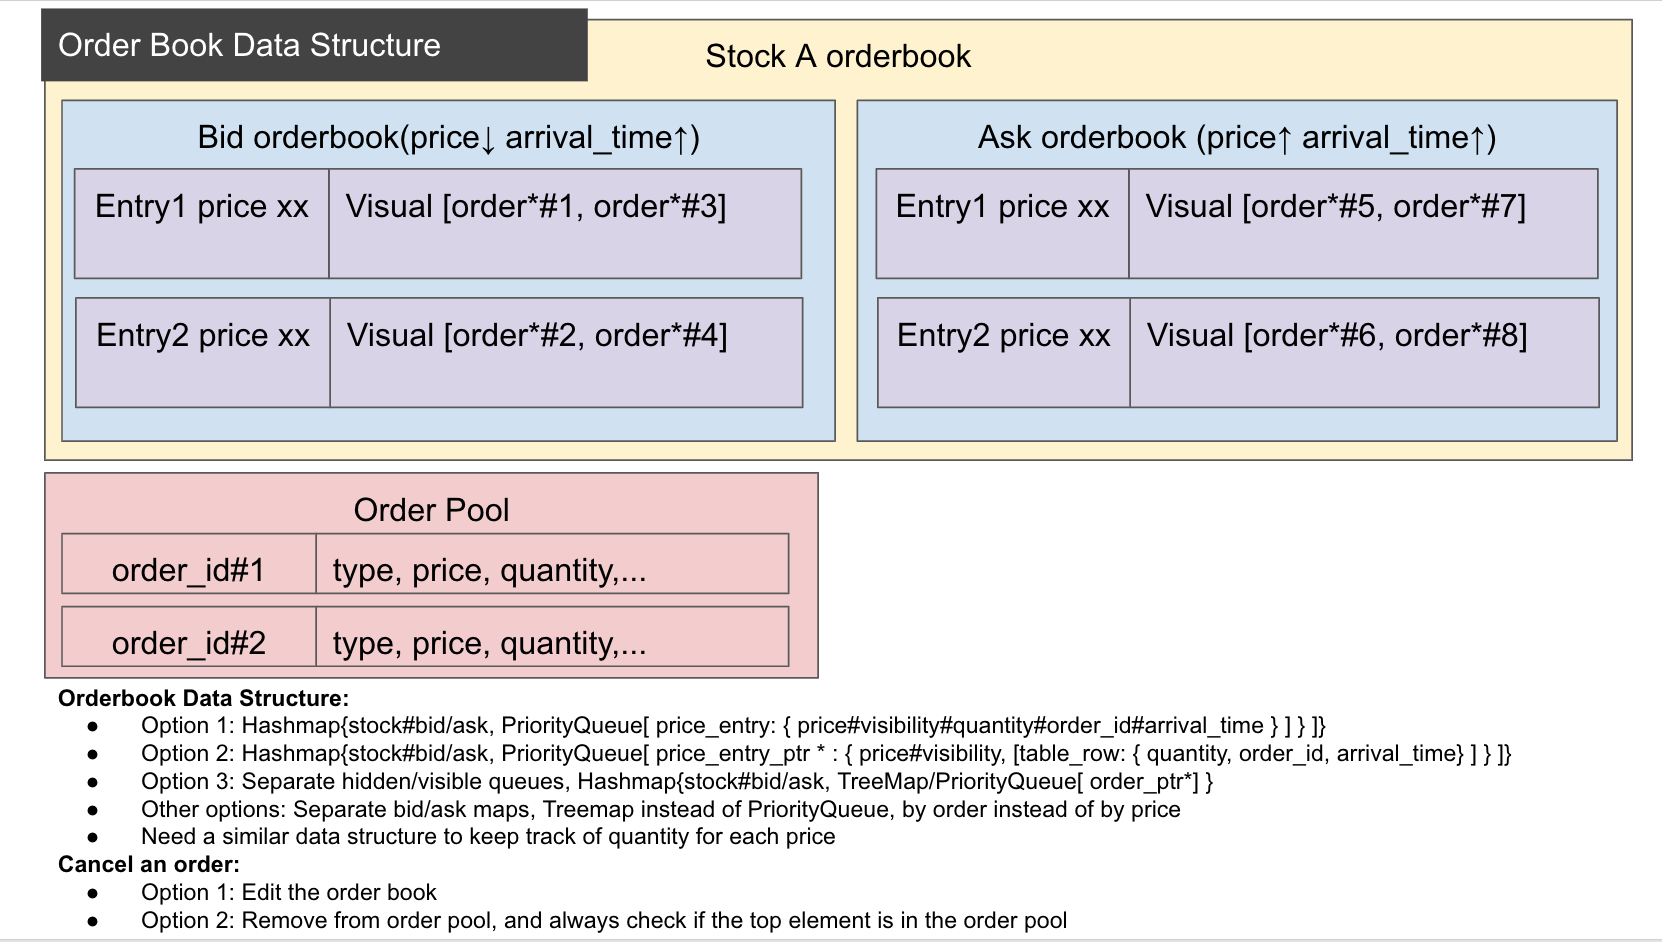 Order Book Data Structure
Stock A orderbook
Bid orderbook(price↓ arrival_time↑)
Entry1 price xx
Visual [order*#1, order*#3]
Entry2 price xx
Visual [order*#2, order*#4]
Ask orderbook (price↑ arrival_time↑)
Entry1 price xx
Visual [order*#5, order*#7]
Entry2 price xx
Visual [order*#6, order*#8]
Order Pool
order_id#1
type, price, quantity,...
order_id#2
type, price, quantity,...
Orderbook Data Structure:
● Option 1: Hashmap{stock#bid/ask, PriorityQueue[ price_entry: { price#visibility#quantity#order_id#arrival_time } ] } ]}
● Option 2: Hashmap{stock#bid/ask, PriorityQueue[ price_entry_ptr * : { price#visibility, [table_row: { quantity, order_id, arrival_time} ] } ]}
● Option 3: Separate hidden/visible queues, Hashmap{stock#bid/ask, TreeMap/PriorityQueue[ order_ptr*] }
● Other options: Separate bid/ask maps, Treemap instead of PriorityQueue, by order instead of by price
● Need a similar data structure to keep track of quantity for each price
Cancel an order:
● Option 1: Edit the order book
● Option 2: Remove from order pool, and always check if the top element is in the order pool